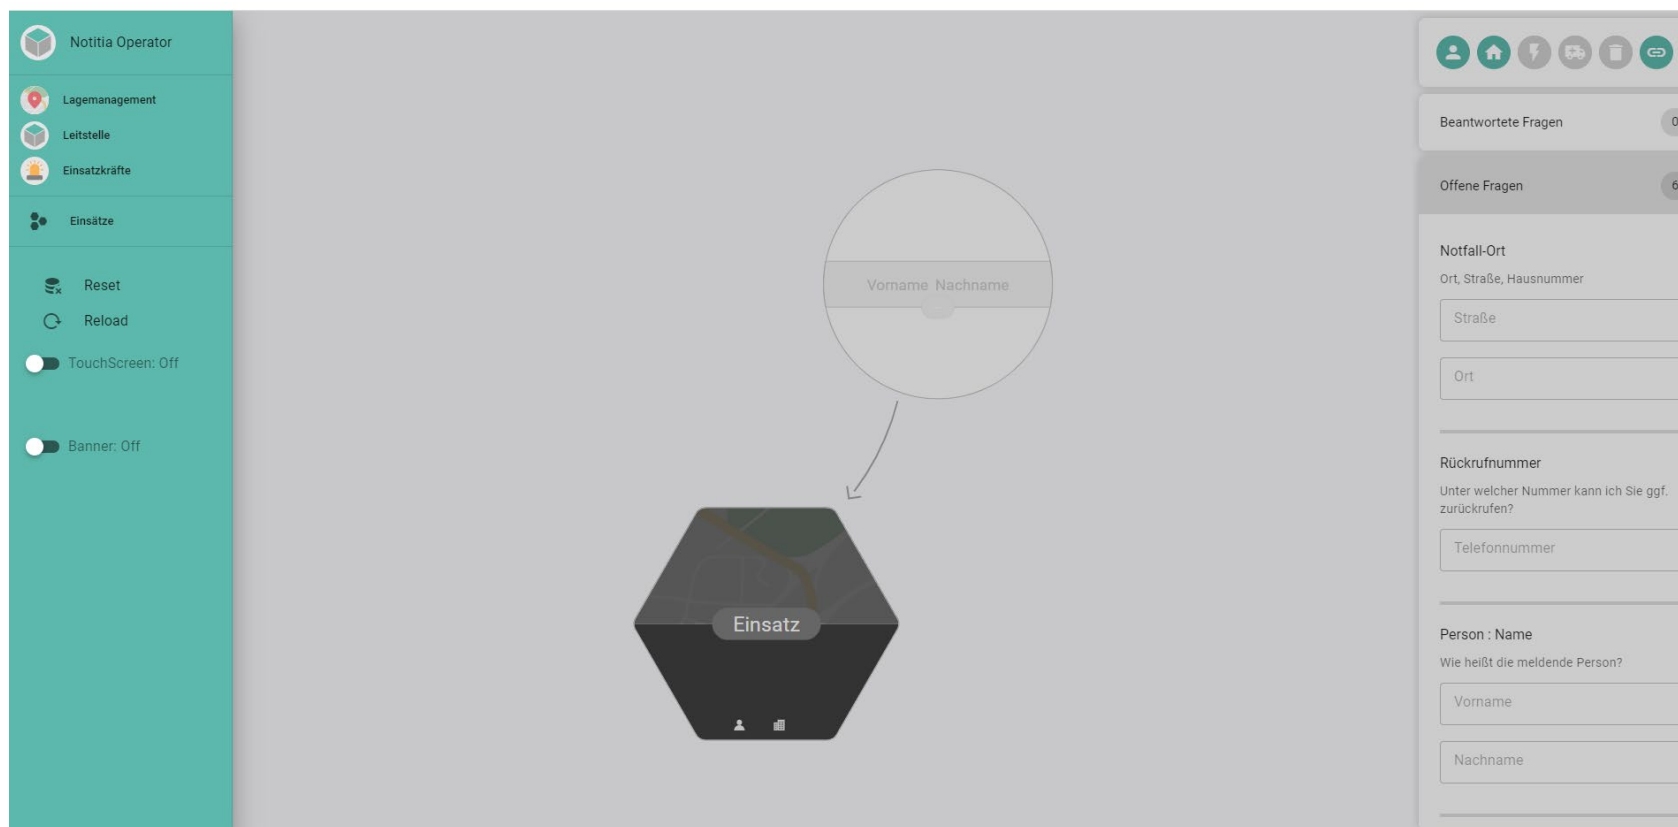 Notitia Operator
Lagemanagement
Leitstelle
Einsatzkräfte
Einsätze
Reset
Reload
TouchScreen: Off
Banner: Off
Vorname Nachname
Einsatz
Beantwortete Fragen 0
Offene Fragen 6
Notfall-Ort
Ort, Straße, Hausnummer
Straße
Ort
Rückrufnummer
Unter welcher Nummer kann ich Sie ggf.
zurückrufen?
Telefonnummer
Person : Name
Wie heißt die meldende Person?
Vorname
Nachname